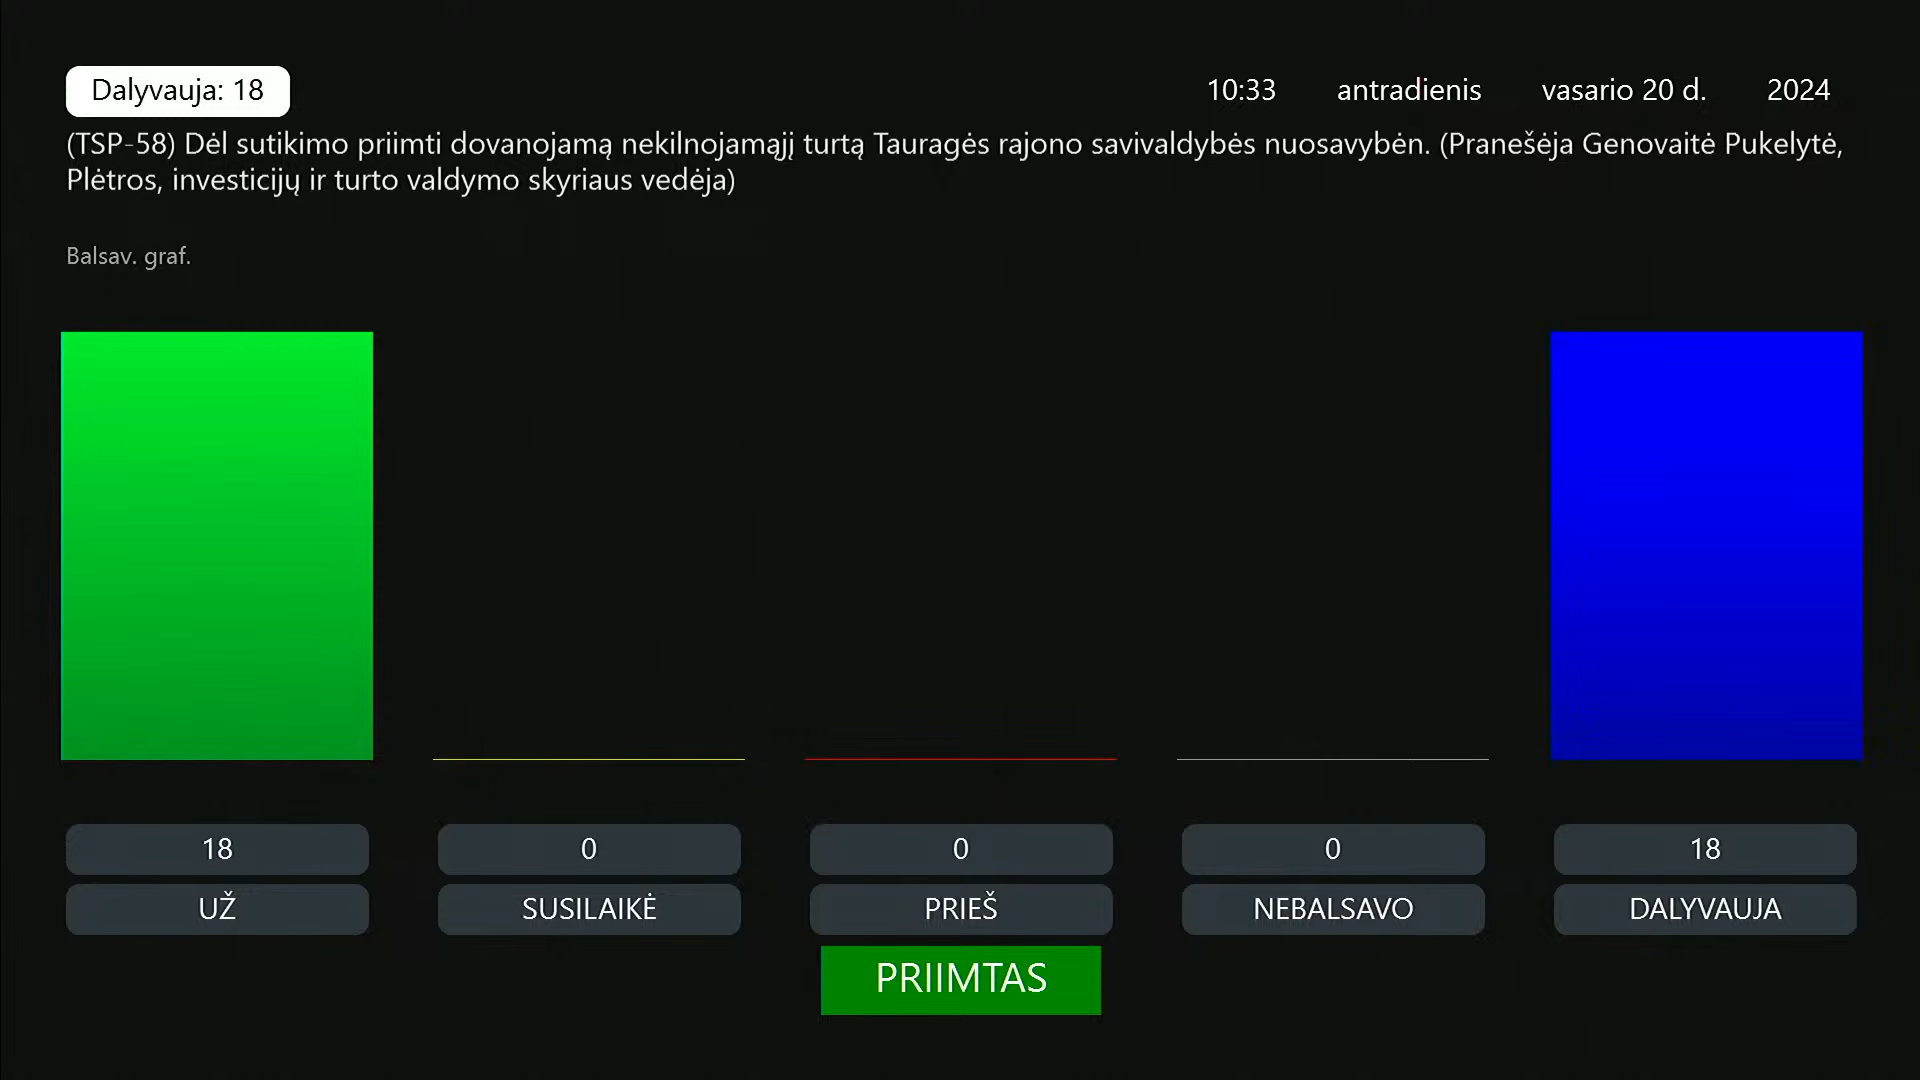 Dalyvauja: 18
10:33 antradienis vasario 20 d. 2024
(TSP-58) Dėl sutikimo priimti dovanojamą nekilnojamąjį turtą Tauragės rajono savivaldybės nuosavybėn. (Pranešėja Genovaitė Pukelytė,
Plėtros, investicijų ir turto valdymo skyriaus vedėja)
Balsav. graf.
18 0 0 0 18
UŽ SUSILAIKĖ PRIEŠ NEBALSAVO DALYVAUJA
PRIIMTAS